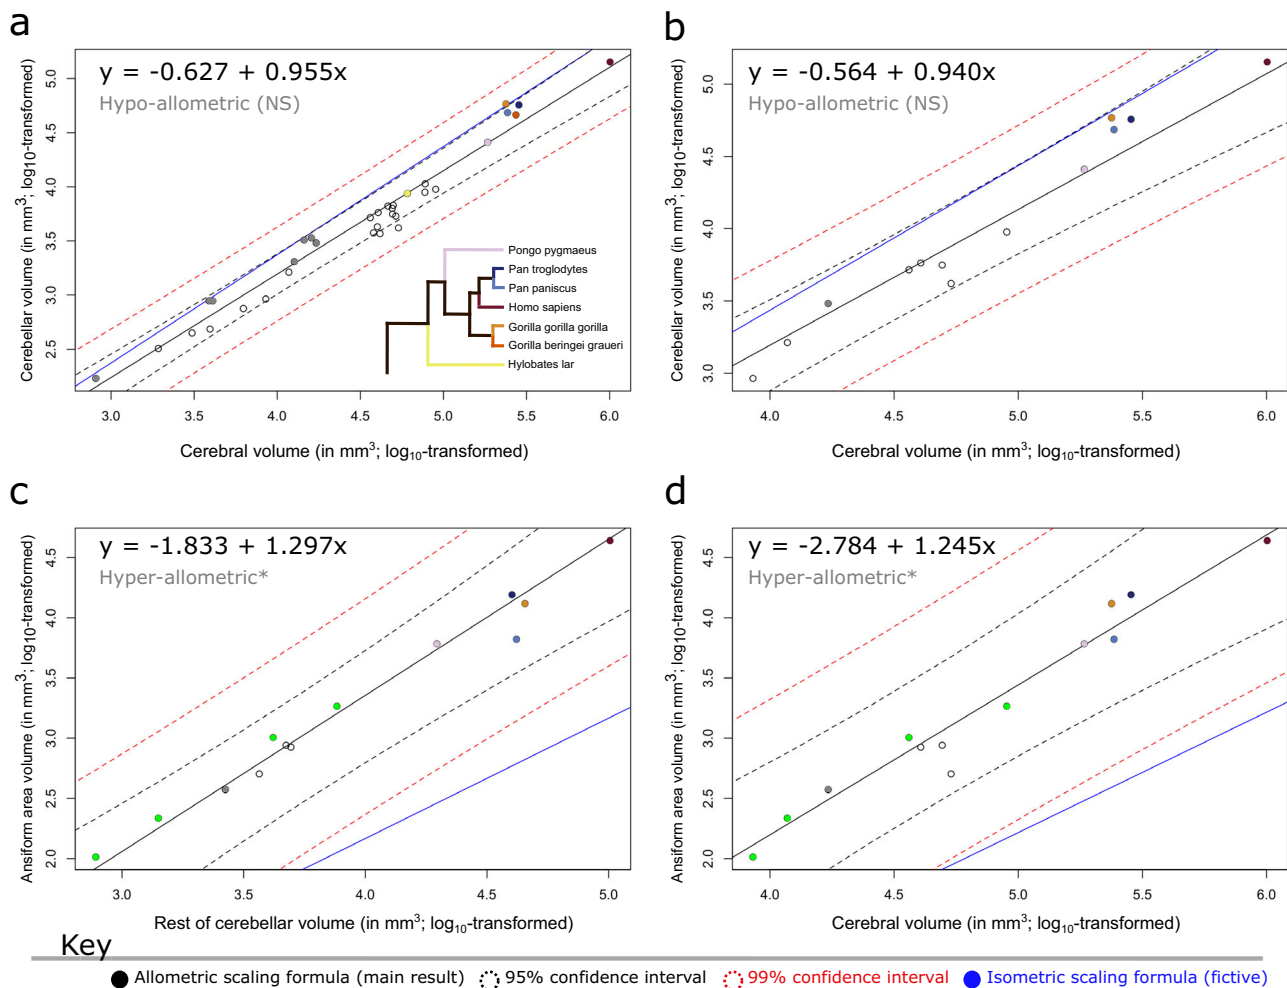 a
y = -0.627 + 0.955x
Hypo-allometric (NS)
Cerebellar volume (in mm³; log₁₀-transformed)
5.0
4.5
4.0
3.5
3.0
2.5
3.0 3.5 4.0 4.5 5.0 5.5 6.0
Cerebral volume (in mm³; log₁₀-transformed)
Pongo pygmaeus
Pan troglodytes
Pan paniscus
Homo sapiens
Gorilla gorilla gorilla
Gorilla beringei graueri
Hylobates lar
b
y = -0.564 + 0.940x
Hypo-allometric (NS)
Cerebellar volume (in mm³; log₁₀-transformed)
5.0
4.5
4.0
3.5
3.0
4.0 4.5 5.0 5.5 6.0
Cerebral volume (in mm³; log₁₀-transformed)
c
y = -1.833 + 1.297x
Hyper-allometric*
Ansiform area volume (in mm³; log₁₀-transformed)
4.5
4.0
3.5
3.0
2.5
2.0
3.0 3.5 4.0 4.5 5.0
Rest of cerebellar volume (in mm³; log₁₀-transformed)
d
y = -2.784 + 1.245x
Hyper-allometric*
Ansiform area volume (in mm³; log₁₀-transformed)
4.5
4.0
3.5
3.0
2.5
2.0
4.0 4.5 5.0 5.5 6.0
Cerebral volume (in mm³; log₁₀-transformed)
Key
Allometric scaling formula (main result) 95% confidence interval 99% confidence interval Isometric scaling formula (fictive)